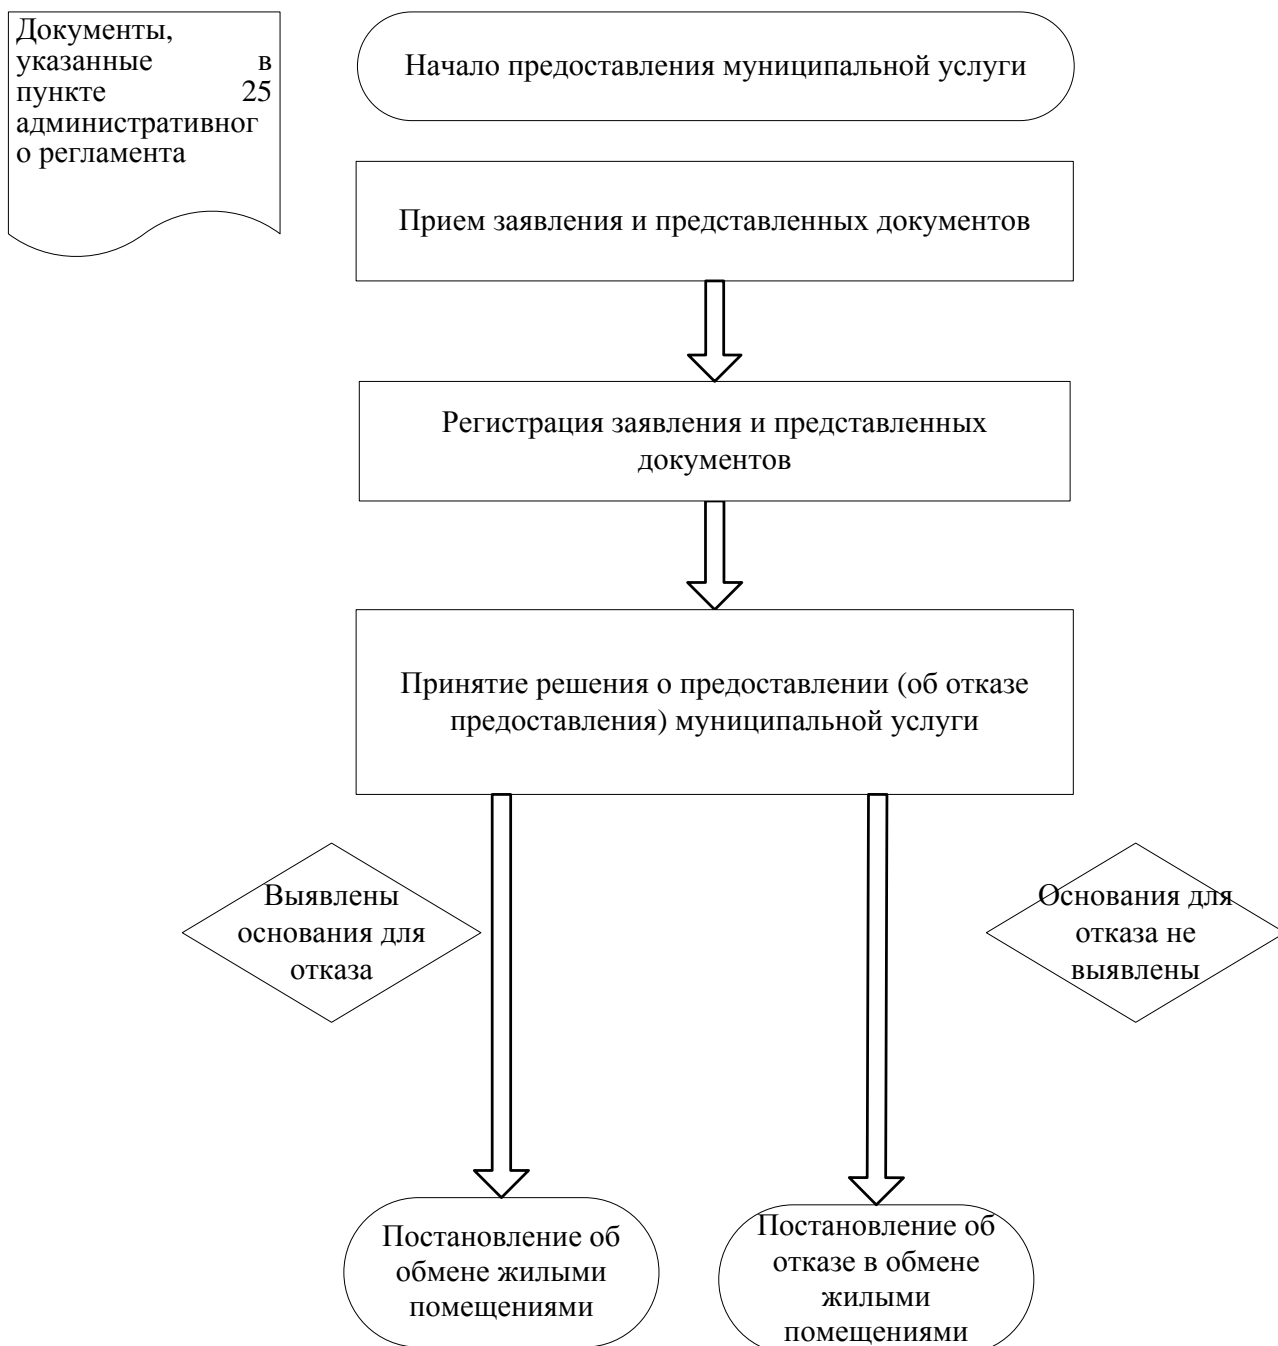 Документы,
указанные в
пункте 25
административног
о регламента
Начало предоставления муниципальной услуги
Прием заявления и представленных документов
Регистрация заявления и представленных
документов
Принятие решения о предоставлении (об отказе
предоставления) муниципальной услуги
Выявлены
основания для
отказа
Основания для
отказа не
выявлены
Постановление об
обмене жилыми
помещениями
Постановление об
отказе в обмене
жилыми
помещениями